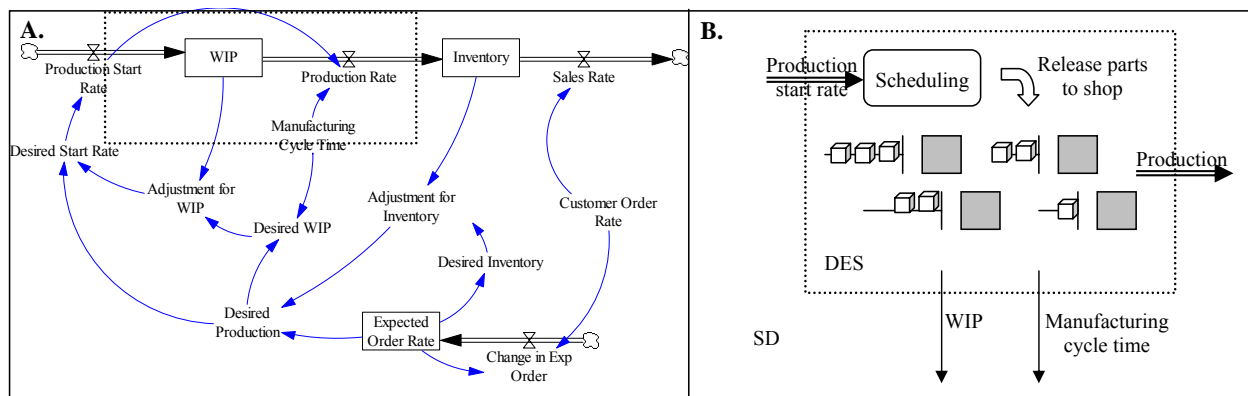 A.
WIP
Inventory
Production Start
Rate
Production Rate
Sales Rate
Manufacturing
Cycle Time
Desired Start Rate
Adjustment for
WIP
Adjustment for
Inventory
Customer Order
Rate
Desired WIP
Desired Inventory
Desired
Production
Expected
Order Rate
Change in Exp
Order
B.
Production
start rate
Scheduling
Release parts
to shop
Production
DES
SD
WIP
Manufacturing
cycle time